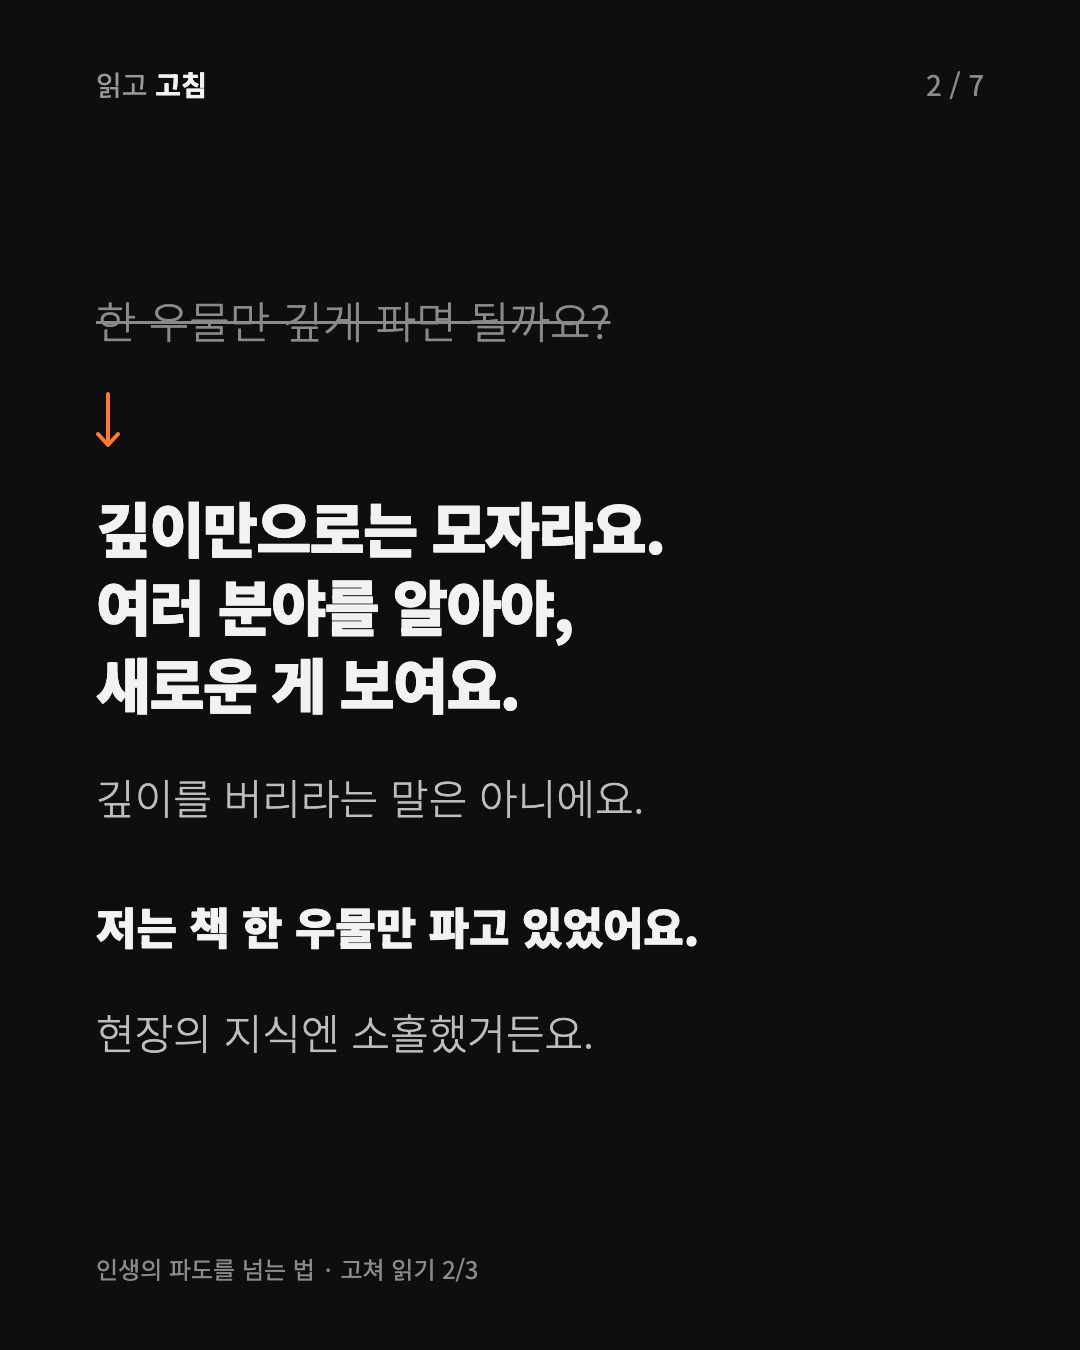 읽고 고침
2 / 7
한 우물만 깊게 파면 될까요?
깊이만으로는 모자라요.
여러 분야를 알아야,
새로운 게 보여요.
깊이를 버리라는 말은 아니에요.
저는 책 한 우물만 파고 있었어요.
현장의 지식엔 소홀했거든요.
인생의 파도를 넘는 법 · 고쳐 읽기 2/3